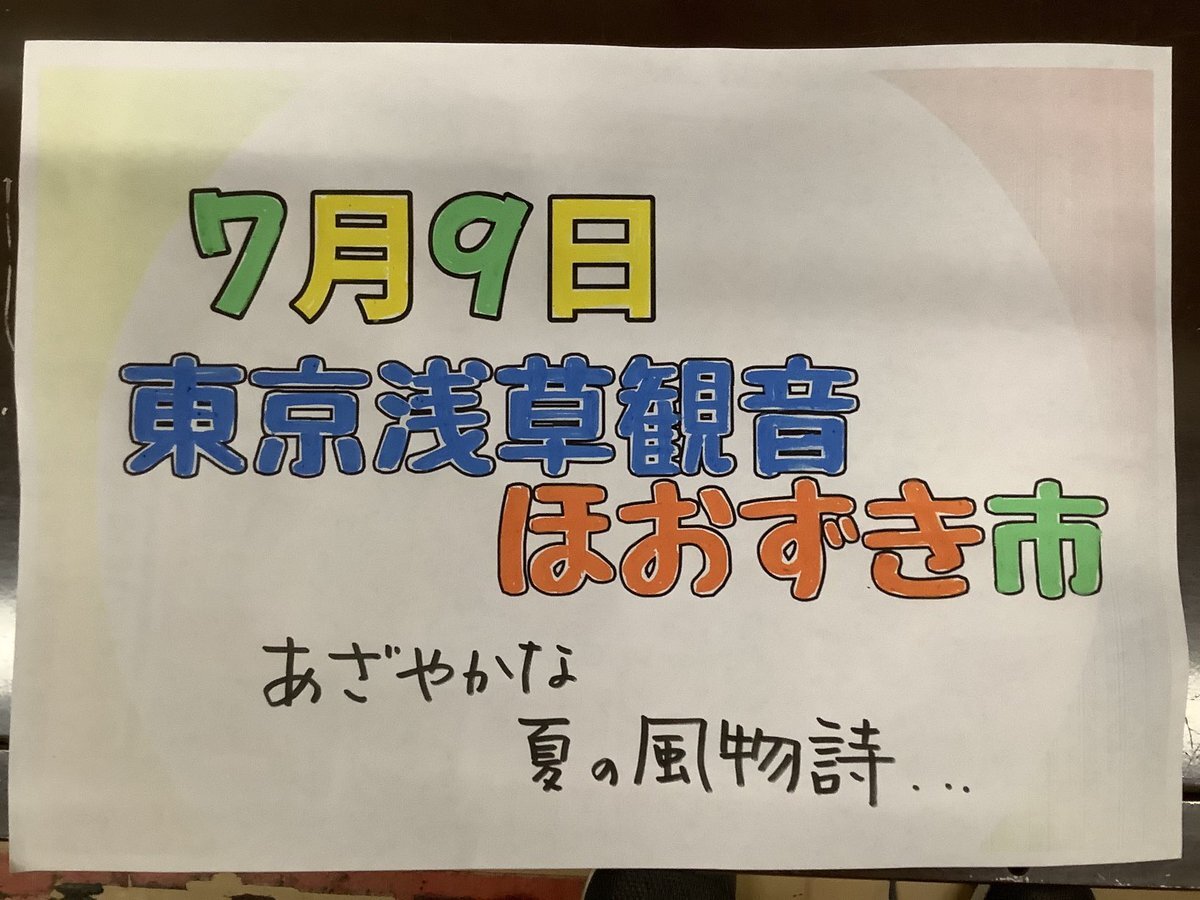 7月9日
東京浅草観音
ほおずき市
あざやかな
夏の風物詩...